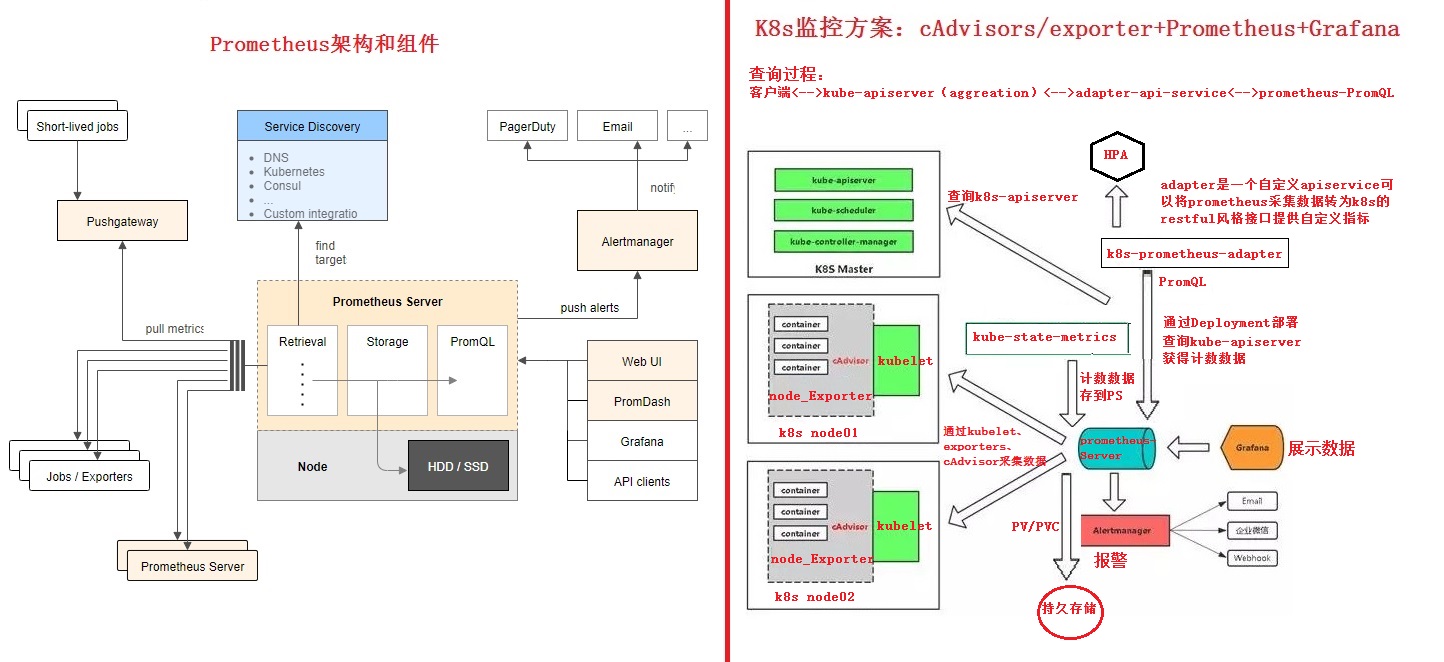 Prometheus架构和组件
Short-lived jobs
Pushgateway
Service Discovery
DNS
Kubernetes
Consul
...
Custom integratio
find
target
PagerDuty
Email
...
notify
Alertmanager
push alerts
pull metrics
Prometheus Server
Retrieval
Storage
PromQL
Node
HDD / SSD
Web UI
PromDash
Grafana
API clients
Jobs / Exporters
Prometheus Server
K8s监控方案：cAdvisors/exporter+Prometheus+Grafana
查询过程：
客户端<-->kube-apiserver（aggreation）<-->adapter-api-service<-->prometheus-PromQL
kube-apiserver
kube-scheduler
kube-controller-manager
K8S Master
查询k8s-apiserver
HPA
adapter是一个自定义apiservice可
以将prometheus采集数据转为k8s的
restful风格接口提供自定义指标
k8s-prometheus-adapter
PromQL
通过Deployment部署
查询kube-apiserver
获得计数数据
kube-state-metrics
计数数据
存到PS
container
container
container
cAdvisor
kubelet
node_Exporter
k8s node01
通过kubelet、
exporters、
cAdvisor采集数据
prometheus-
Server
Grafana
展示数据
container
container
container
cAdvisor
kubelet
node_Exporter
k8s node02
PV/PVC
持久存储
Alertmanager
报警
Email
企业微信
Webhook